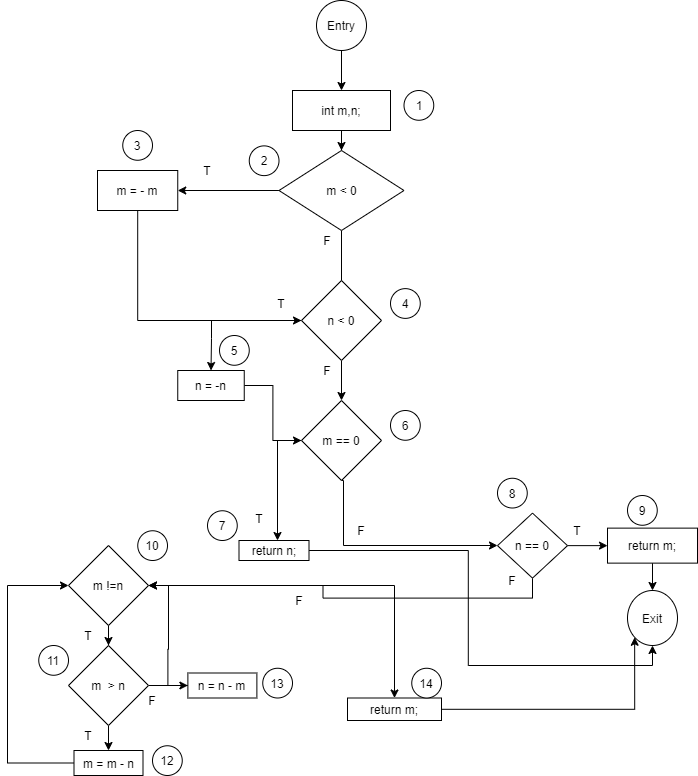 Entry
int m,n;
1
3
2
T
m = - m
m < 0
F
T
4
n < 0
5
F
n = -n
6
m == 0
8
9
7
T
F
T
10
return n;
n == 0
return m;
m !=n
F
F
Exit
T
11
m > n
13
14
F
n = n - m
return m;
T
12
m = m - n